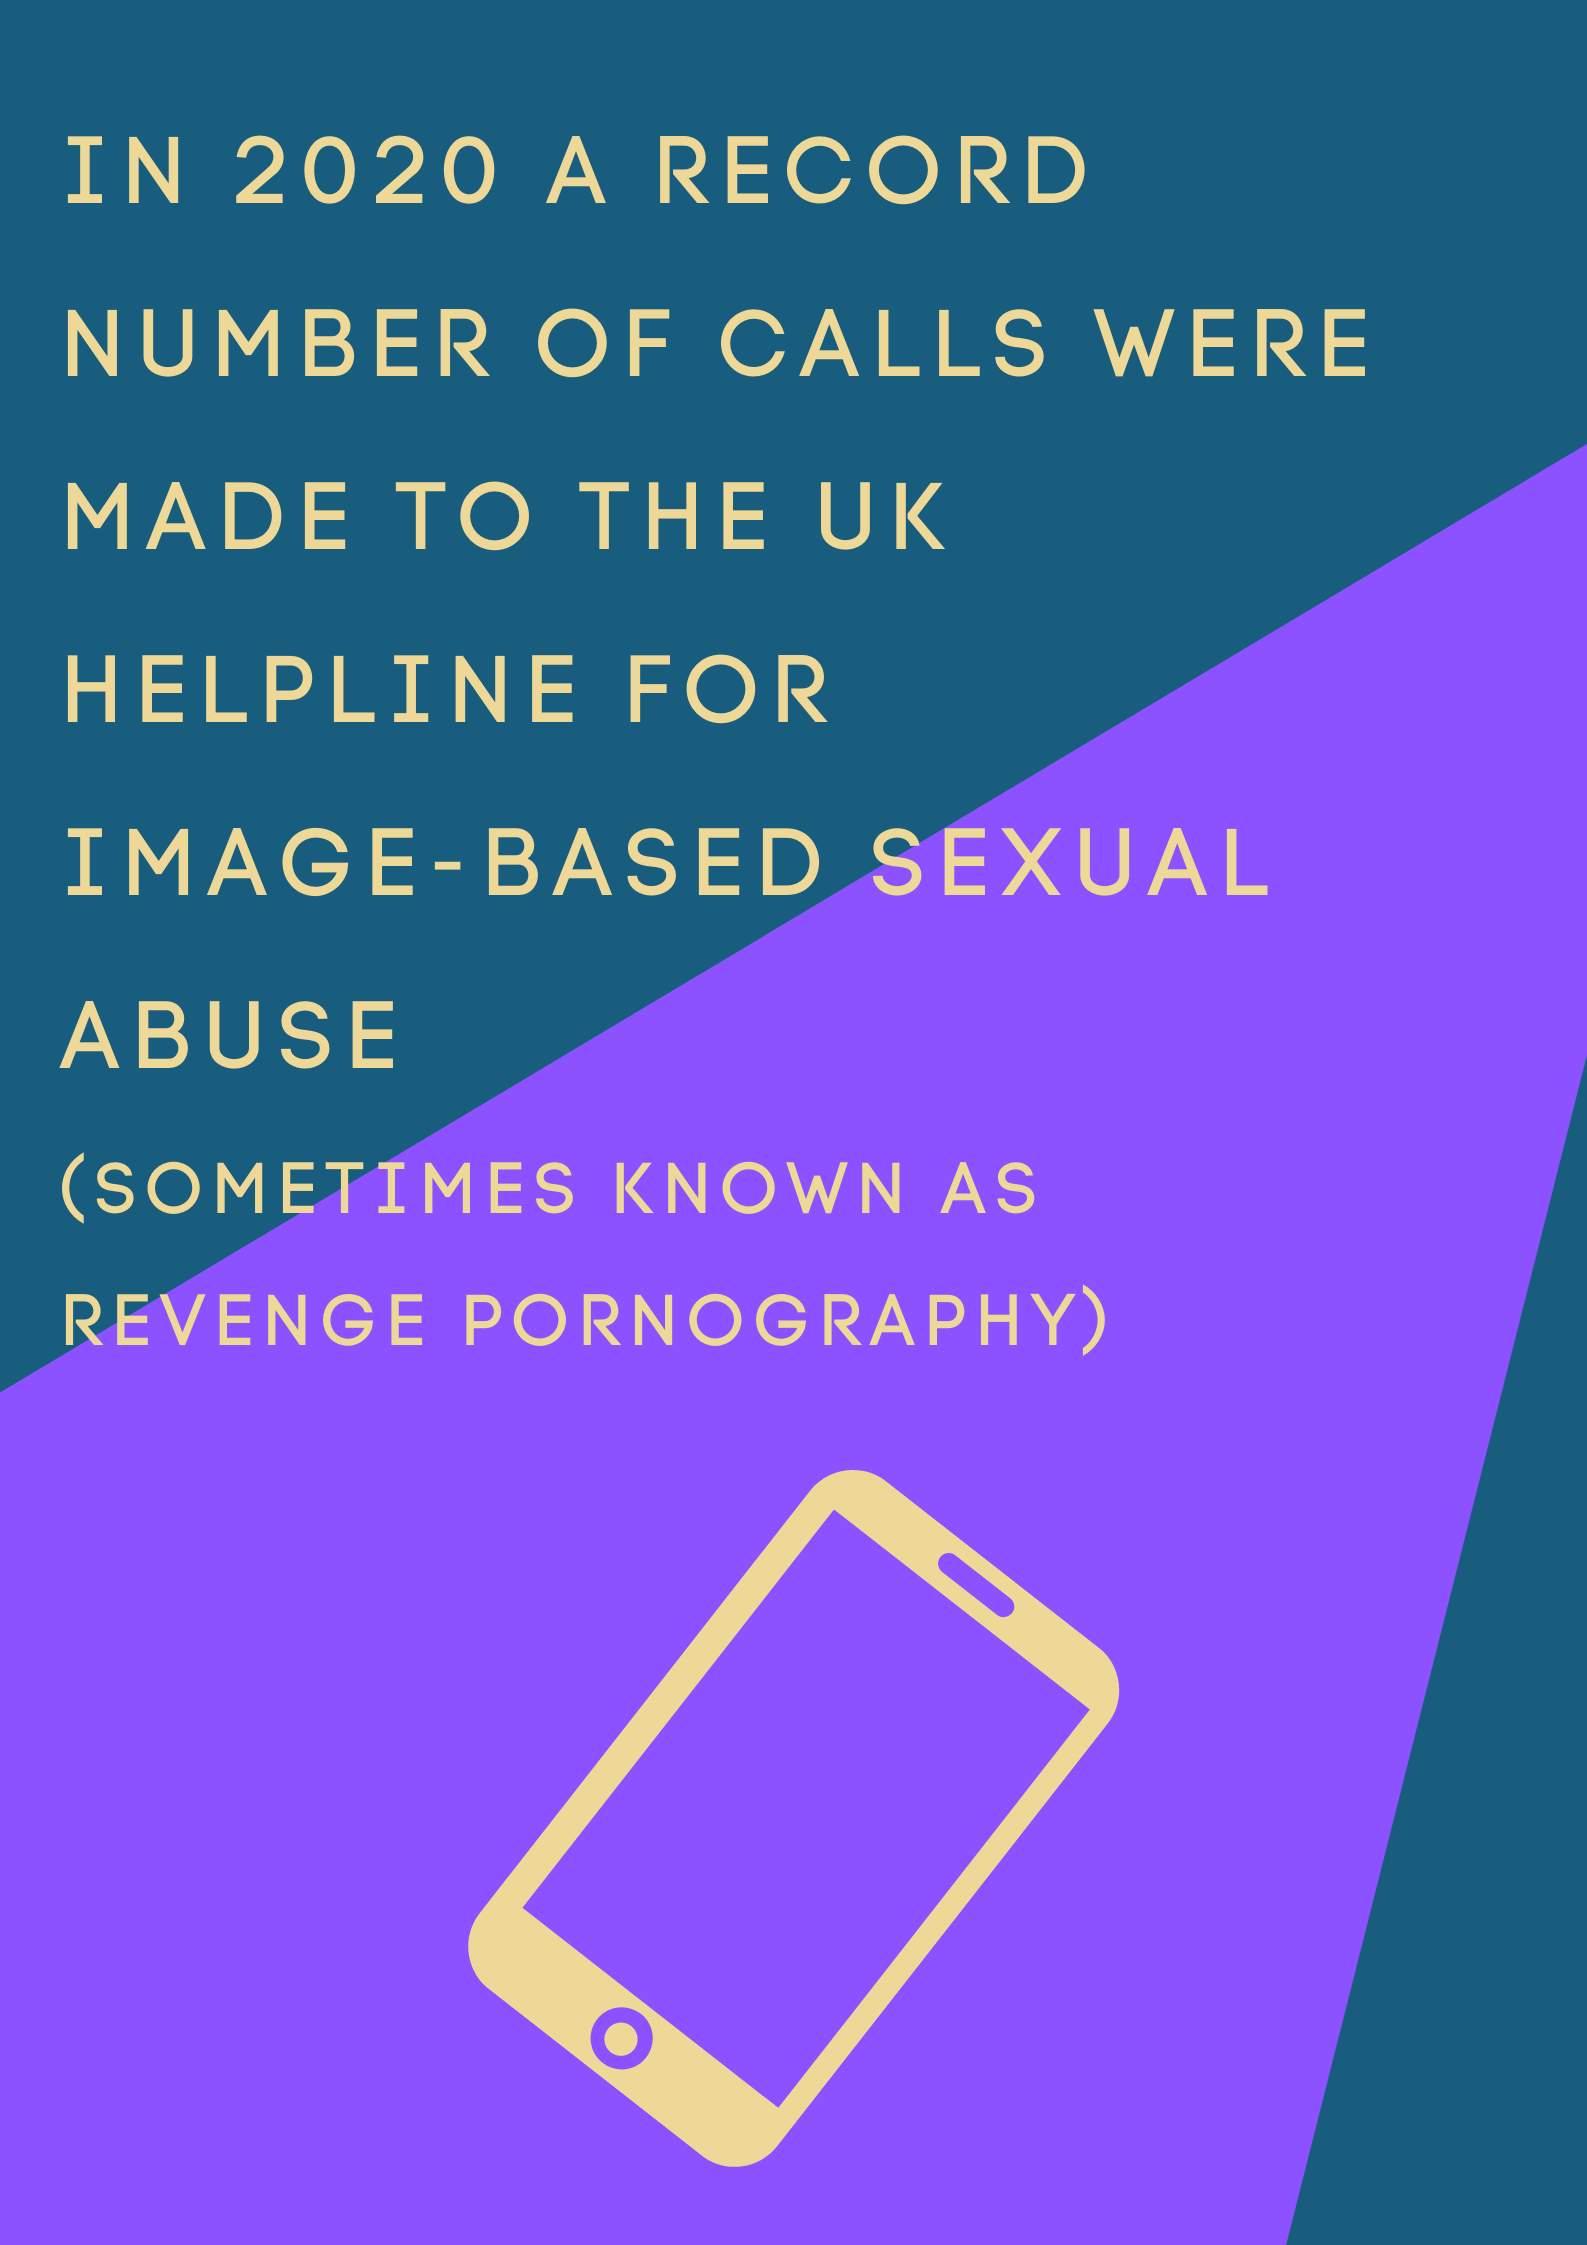 IN 2020 A RECORD
NUMBER OF CALLS WERE
MADE TO THE UK
HELPLINE FOR
IMAGE-BASED SEXUAL
ABUSE
(SOMETIMES KNOWN AS
REVENGE PORNOGRAPHY)